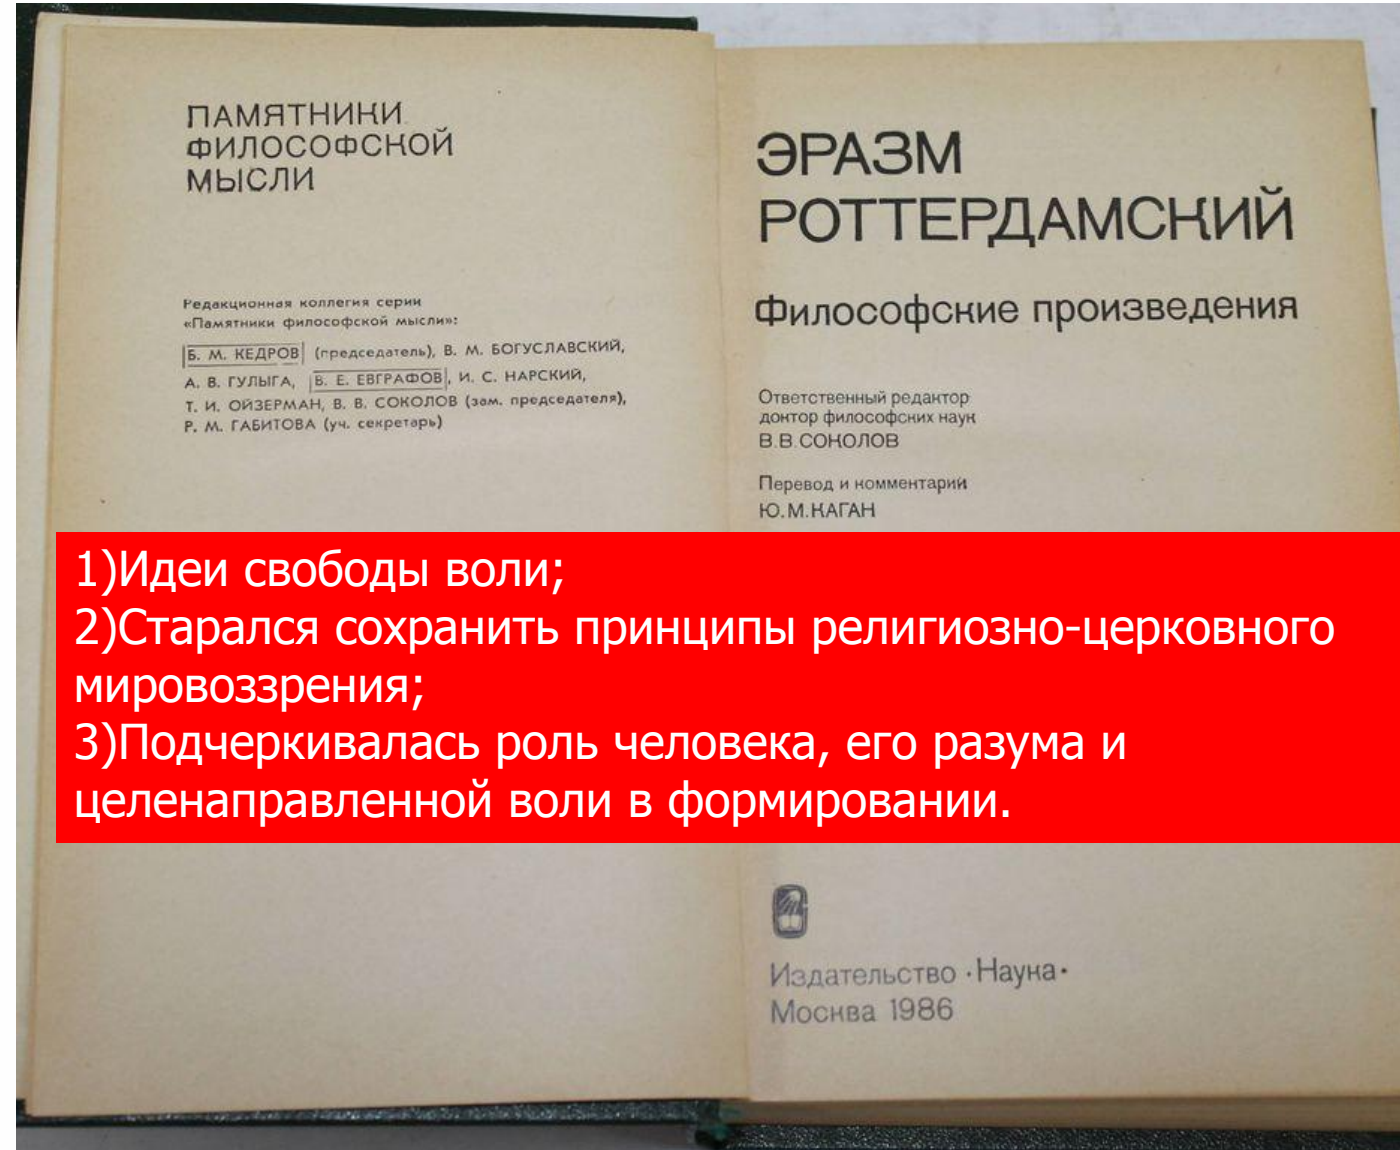 ПАМЯТНИКИ
ФИЛОСОФСКОЙ
МЫСЛИ
Редакционная коллегия серии
«Памятники философской мысли»:
Б. М. КЕДРОВ (председатель), В. М. БОГУСЛАВСКИЙ,
А. В. ГУЛЫГА, В. Е. ЕВГРАФОВ, И. С. НАРСКИЙ,
Т. И. ОЙЗЕРМАН, В. В. СОКОЛОВ (зам. председателя),
Р. М. ГАБИТОВА (уч. секретарь)
ЭРАЗМ
РОТТЕРДАМСКИЙ
Философские произведения
Ответственный редактор
доктор философских наук
В.В.СОКОЛОВ
Перевод и комментарий
Ю.М.КАГАН
1)Идеи свободы воли;
2)Старался сохранить принципы религиозно-церковного
мировоззрения;
3)Подчеркивалась роль человека, его разума и
целенаправленной воли в формировании.
Издательство ·Наука·
Москва 1986